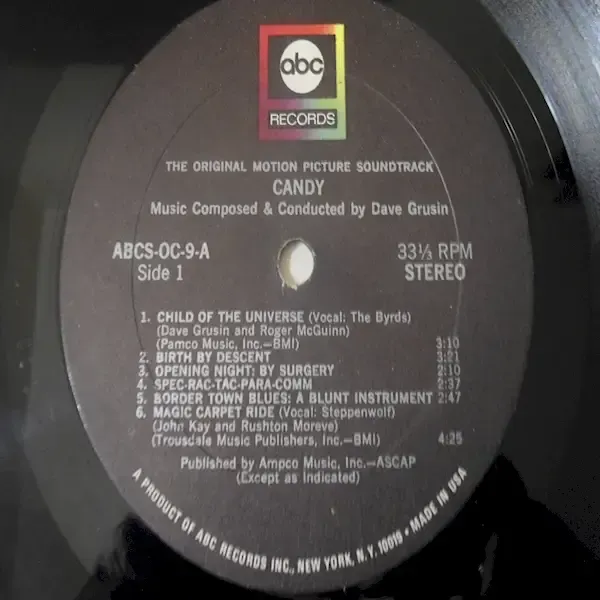 abc
RECORDS
THE ORIGINAL MOTION PICTURE SOUNDTRACK
CANDY
Music Composed & Conducted by Dave Grusin
ABCS-OC-9-A
Side 1
33⅓ RPM
STEREO
1. CHILD OF THE UNIVERSE (Vocal: The Byrds)
(Dave Grusin and Roger McGuinn)
(Pamco Music, Inc.—BMI) 3:10
2. BIRTH BY DESCENT 3:21
3. OPENING NIGHT: BY SURGERY 2:10
4. SPEC-RAC-TAC-PARA-COMM 2:37
5. BORDER TOWN BLUES: A BLUNT INSTRUMENT 2:47
6. MAGIC CARPET RIDE (Vocal: Steppenwolf)
(John Kay and Rushton Moreve)
(Trousdale Music Publishers, Inc.—BMI) 4:25
Published by Ampco Music, Inc.—ASCAP
(Except as Indicated)
A PRODUCT OF ABC RECORDS INC., NEW YORK, N.Y. 10019 • MADE IN USA